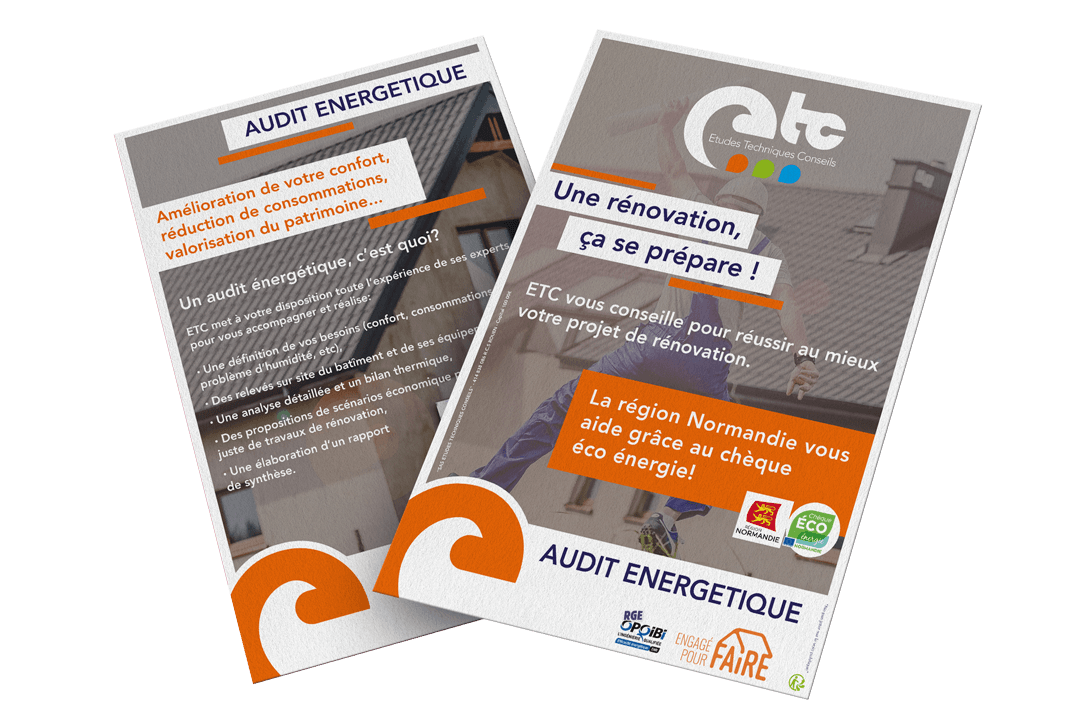 AUDIT ENERGETIQUE
Amélioration de votre confort,
réduction de consommations,
valorisation du patrimoine...
Un audit énergétique, c'est quoi?
ETC met à votre disposition toute l'expérience de ses experts
pour vous accompagner et réalise:
• Une définition de vos besoins (confort, consommations
problème d'humidité, etc),
• Des relevés sur site du batîment et de ses équipe
• Une analyse détaillée et un bilan thermique,
• Des propositions de scénarios économique
juste de travaux de rénovation,
• Une élaboration d'un rapport
de synthèse.
etc
Etudes Techniques Conseils
Une rénovation,
ça se prépare !
ETC vous conseille pour réussir au mieux
votre projet de rénovation.
La région Normandie vous
aide grâce au chèque
éco énergie!
RÉGION
NORMANDIE
chèque
ÉCO
énergie
NORMANDIE
AUDIT ENERGETIQUE
RGE
OPQIBI
L'INGÉNIERIE QUALIFIÉE
ENGAGÉ
POUR
FAIRE